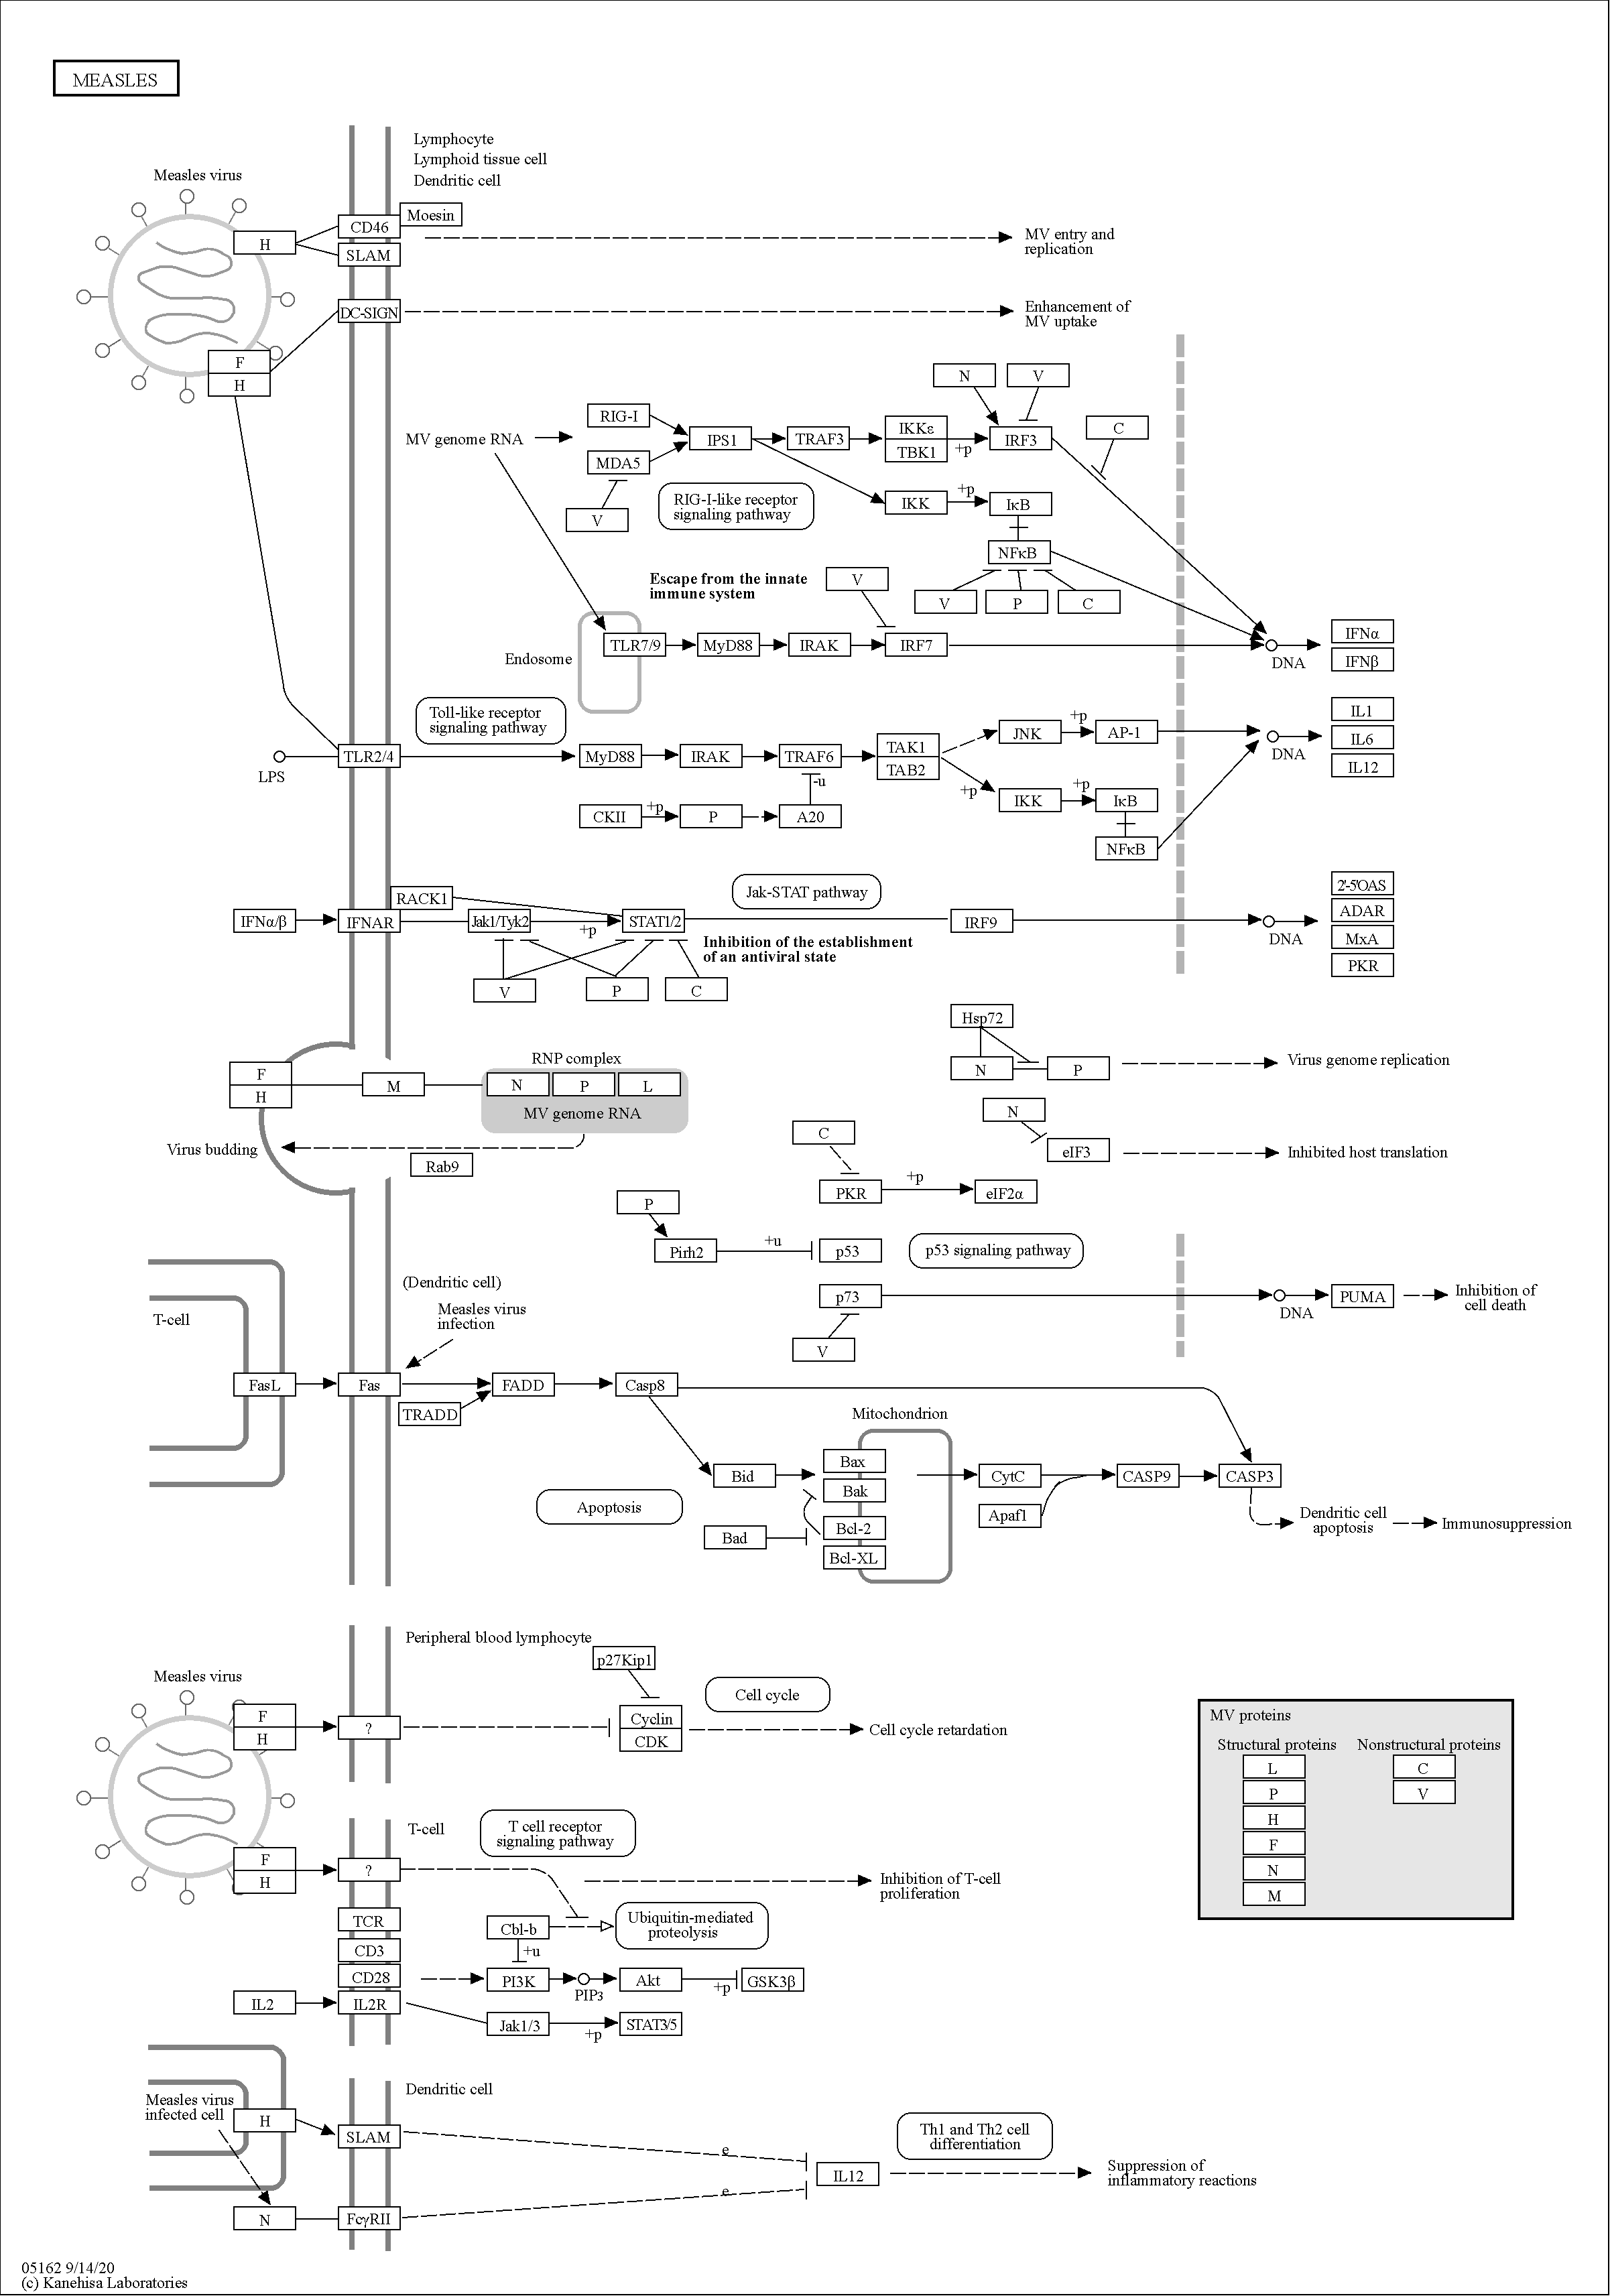 MEASLES
Lymphocyte
Lymphoid tissue cell
Dendritic cell
Measles virus
H
CD46
Moesin
SLAM
MV entry and
replication
DC-SIGN
Enhancement of
MV uptake
F
H
N
V
RIG-I
MV genome RNA
IPS1
TRAF3
IKKε
TBK1
+p
IRF3
C
MDA5
V
RIG-I-like receptor
signaling pathway
IKK
+p
IκB
NFκB
V
P
C
Escape from the innate
immune system
V
Endosome
TLR7/9
MyD88
IRAK
IRF7
DNA
IFNα
IFNβ
Toll-like receptor
signaling pathway
LPS
TLR2/4
MyD88
IRAK
TRAF6
TAK1
TAB2
JNK
+p
AP-1
DNA
IL1
IL6
IL12
-u
CKII
+p
P
A20
+p
IKK
+p
IκB
NFκB
RACK1
Jak-STAT pathway
IFNα/β
IFNAR
Jak1/Tyk2
+p
STAT1/2
IRF9
DNA
2'-5'OAS
ADAR
MxA
PKR
Inhibition of the establishment
of an antiviral state
V
P
C
Hsp72
N
P
Virus genome replication
RNP complex
F
H
M
N
P
L
MV genome RNA
N
eIF3
Inhibited host translation
Virus budding
Rab9
C
PKR
+p
eIF2α
P
Pirh2
+u
p53
p53 signaling pathway
T-cell
(Dendritic cell)
Measles virus
infection
p73
DNA
PUMA
Inhibition of
cell death
V
FasL
Fas
FADD
Casp8
TRADD
Mitochondrion
Bid
Bax
Bak
CytC
CASP9
CASP3
Apoptosis
Apaf1
Bad
Bcl-2
Bcl-XL
Dendritic cell
apoptosis
Immunosuppression
Peripheral blood lymphocyte
p27Kip1
Measles virus
F
H
?
Cyclin
CDK
Cell cycle
Cell cycle retardation
MV proteins
Structural proteins
Nonstructural proteins
L
C
P
V
H
F
N
M
T-cell
T cell receptor
signaling pathway
F
H
?
Inhibition of T-cell
proliferation
TCR
Cbl-b
Ubiquitin-mediated
proteolysis
CD3
+u
CD28
PI3K
PIP3
Akt
+p
GSK3β
IL2
IL2R
Jak1/3
+p
STAT3/5
Dendritic cell
Measles virus
infected cell
H
SLAM
e
Th1 and Th2 cell
differentiation
IL12
Suppression of
inflammatory reactions
e
N
FcγRII
05162 9/14/20
(c) Kanehisa Laboratories